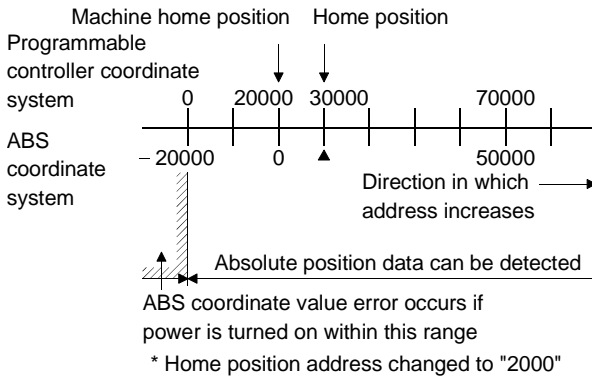 Machine home position Home position
Programmable
controller coordinate
system
0 20000 30000 70000
ABS
coordinate
system
– 20000 0 50000
Direction in which
address increases
Absolute position data can be detected
ABS coordinate value error occurs if
power is turned on within this range
* Home position address changed to "2000"